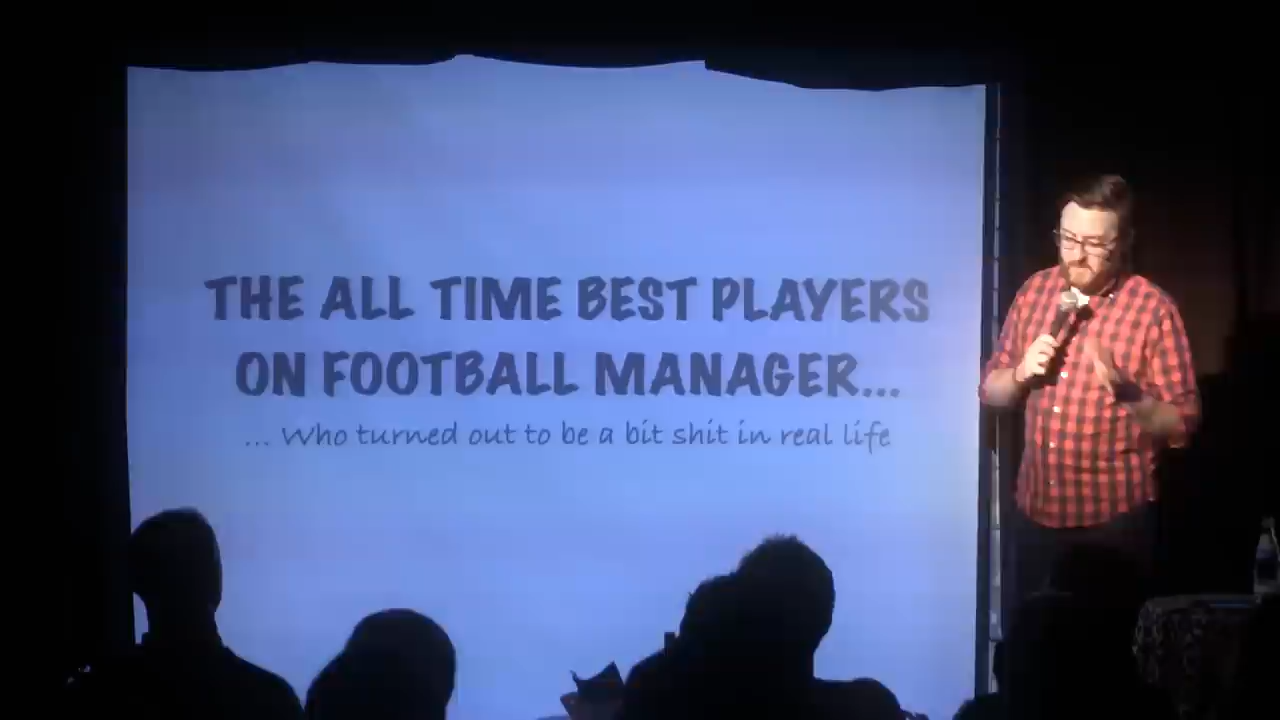 THE ALL TIME BEST PLAYERS
ON FOOTBALL MANAGER...
... Who turned out to be a bit shit in real life